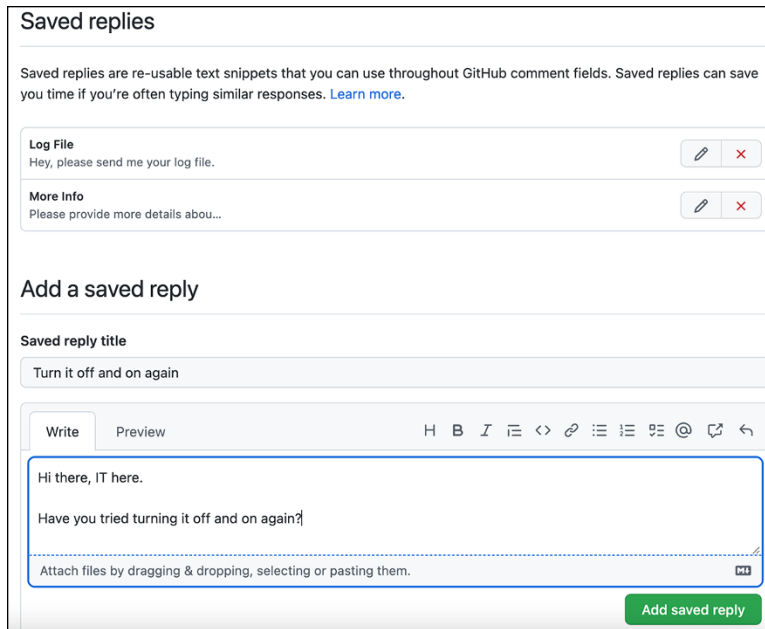 Saved replies
Saved replies are re-usable text snippets that you can use throughout GitHub comment fields. Saved replies can save
you time if you're often typing similar responses. Learn more.
Log File
Hey, please send me your log file.
More Info
Please provide more details abou...
Add a saved reply
Saved reply title
Turn it off and on again
Write Preview H B I
Hi there, IT here.
Have you tried turning it off and on again?
Attach files by dragging & dropping, selecting or pasting them.
Add saved reply